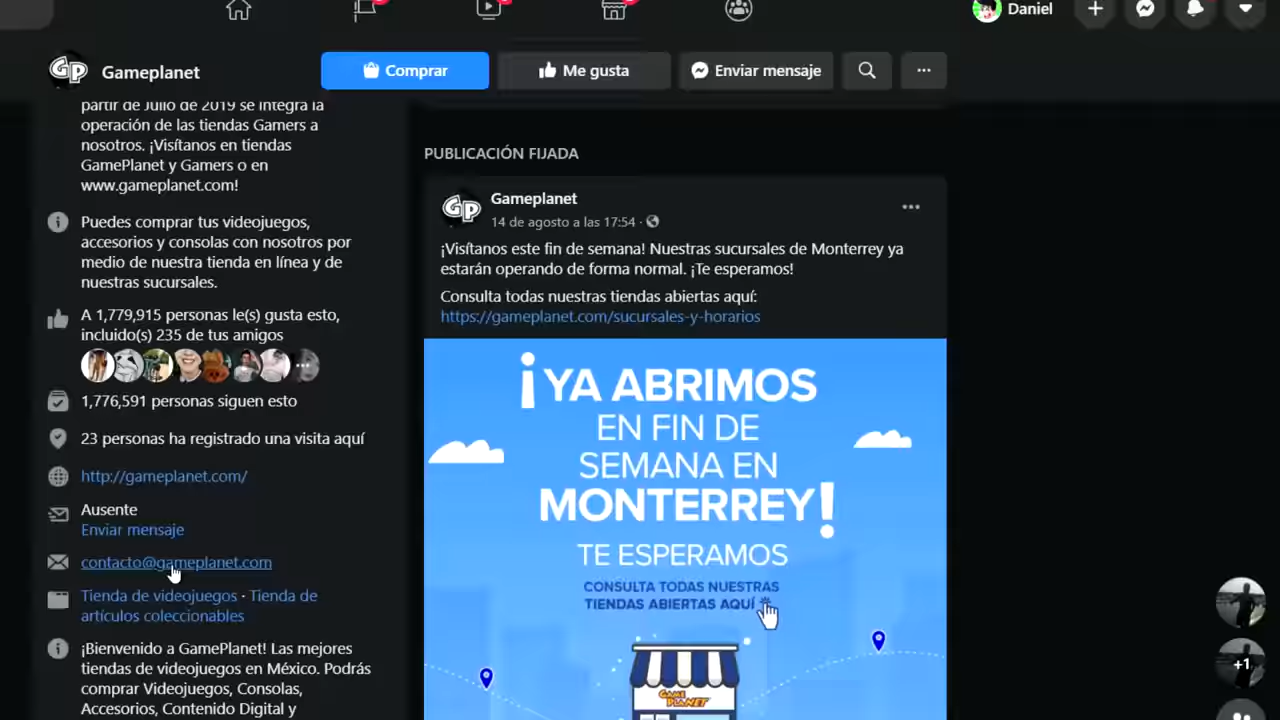 Daniel
GP
Gameplanet
Comprar
Me gusta
Enviar mensaje
partir de Julio de 2019 se integra la
operación de las tiendas Gamers a
nosotros. ¡Visítanos en tiendas
GamePlanet y Gamers o en
www.gameplanet.com!
Puedes comprar tus videojuegos,
accesorios y consolas con nosotros por
medio de nuestra tienda en línea y de
nuestras sucursales.
A 1,779,915 personas le(s) gusta esto,
incluido(s) 235 de tus amigos
1,776,591 personas siguen esto
23 personas ha registrado una visita aquí
http://gameplanet.com/
Ausente
Enviar mensaje
contacto@gameplanet.com
Tienda de videojuegos · Tienda de
artículos coleccionables
¡Bienvenido a GamePlanet! Las mejores
tiendas de videojuegos en México. Podrás
comprar Videojuegos, Consolas,
Accesorios, Contenido Digital y
PUBLICACIÓN FIJADA
GP
Gameplanet
14 de agosto a las 17:54 ·
¡Visítanos este fin de semana! Nuestras sucursales de Monterrey ya
estarán operando de forma normal. ¡Te esperamos!
Consulta todas nuestras tiendas abiertas aquí:
https://gameplanet.com/sucursales-y-horarios
¡YA ABRIMOS
EN FIN DE
SEMANA EN
MONTERREY!
TE ESPERAMOS
CONSULTA TODAS NUESTRAS
TIENDAS ABIERTAS AQUÍ
GAME
PLANET
+1